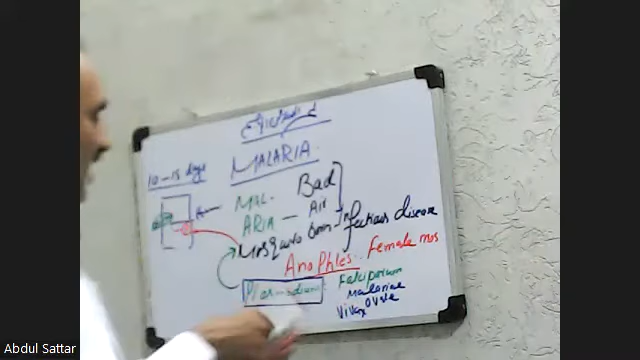 MALARIA
10-15 days
MAL- Bad
ARIA - Air
Mosquito born Infectious disease
Anophles. Female mos
Plasmodium Falciparum
Malariae
Vivax Ovale
Abdul Sattar